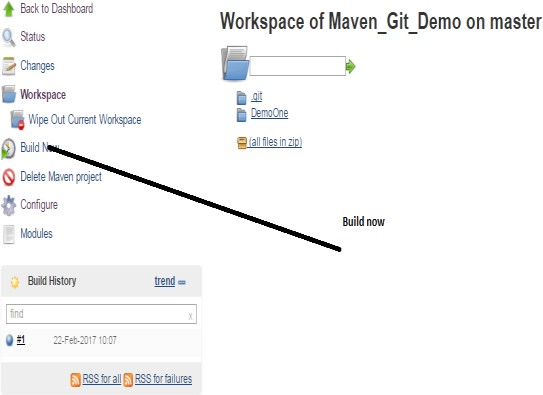 Back to Dashboard
Status
Changes
Workspace
Wipe Out Current Workspace
Build Now
Delete Maven project
Configure
Modules
Build History
trend
find
x
#1
22-Feb-2017 10:07
RSS for all
RSS for failures
Workspace of Maven_Git_Demo on master
.git
DemoOne
(all files in zip)
Build now